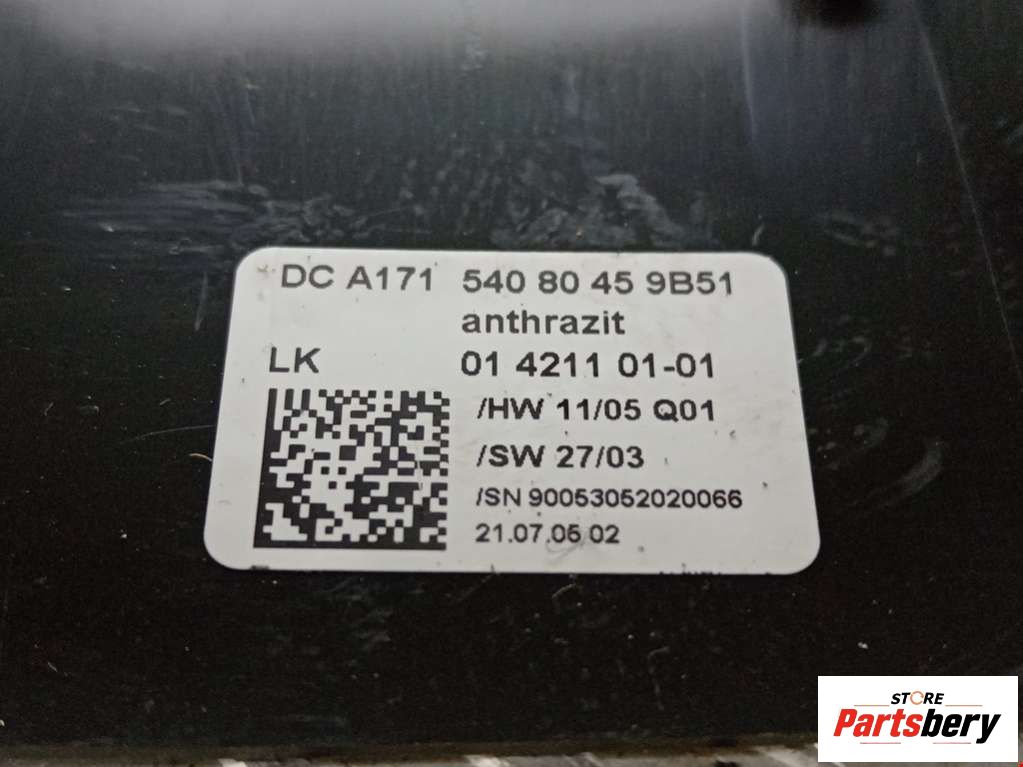 DC A171 540 80 45 9B51
anthrazit
LK 01 4211 01-01
/HW 11/05 Q01
/SW 27/03
/SN 90053052020066
21.07.05 02
STORE
Partsbery